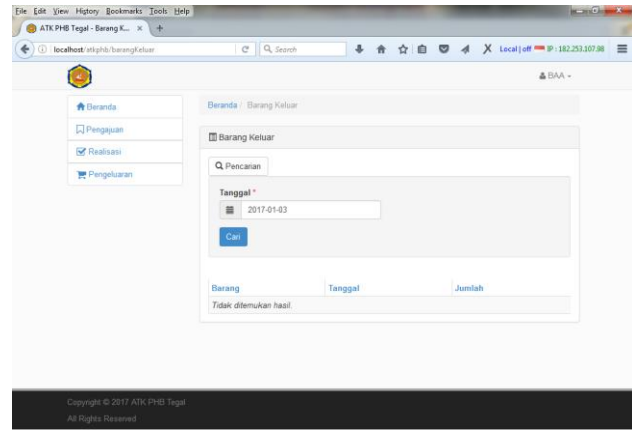 File Edit View History Bookmarks Tools Help
ATK PHB Tegal - Barang K... × +
localhost/atkphb/barangKeluar Search Local | off IP : 182.253.107.98
BAA
Beranda
Pengajuan
Realisasi
Pengeluaran
Beranda / Barang Keluar
Barang Keluar
Pencarian
Tanggal *
2017-01-03
Cari
Barang Tanggal Jumlah
Tidak ditemukan hasil.
Copyright © 2017 ATK PHB Tegal
All Rights Reserved